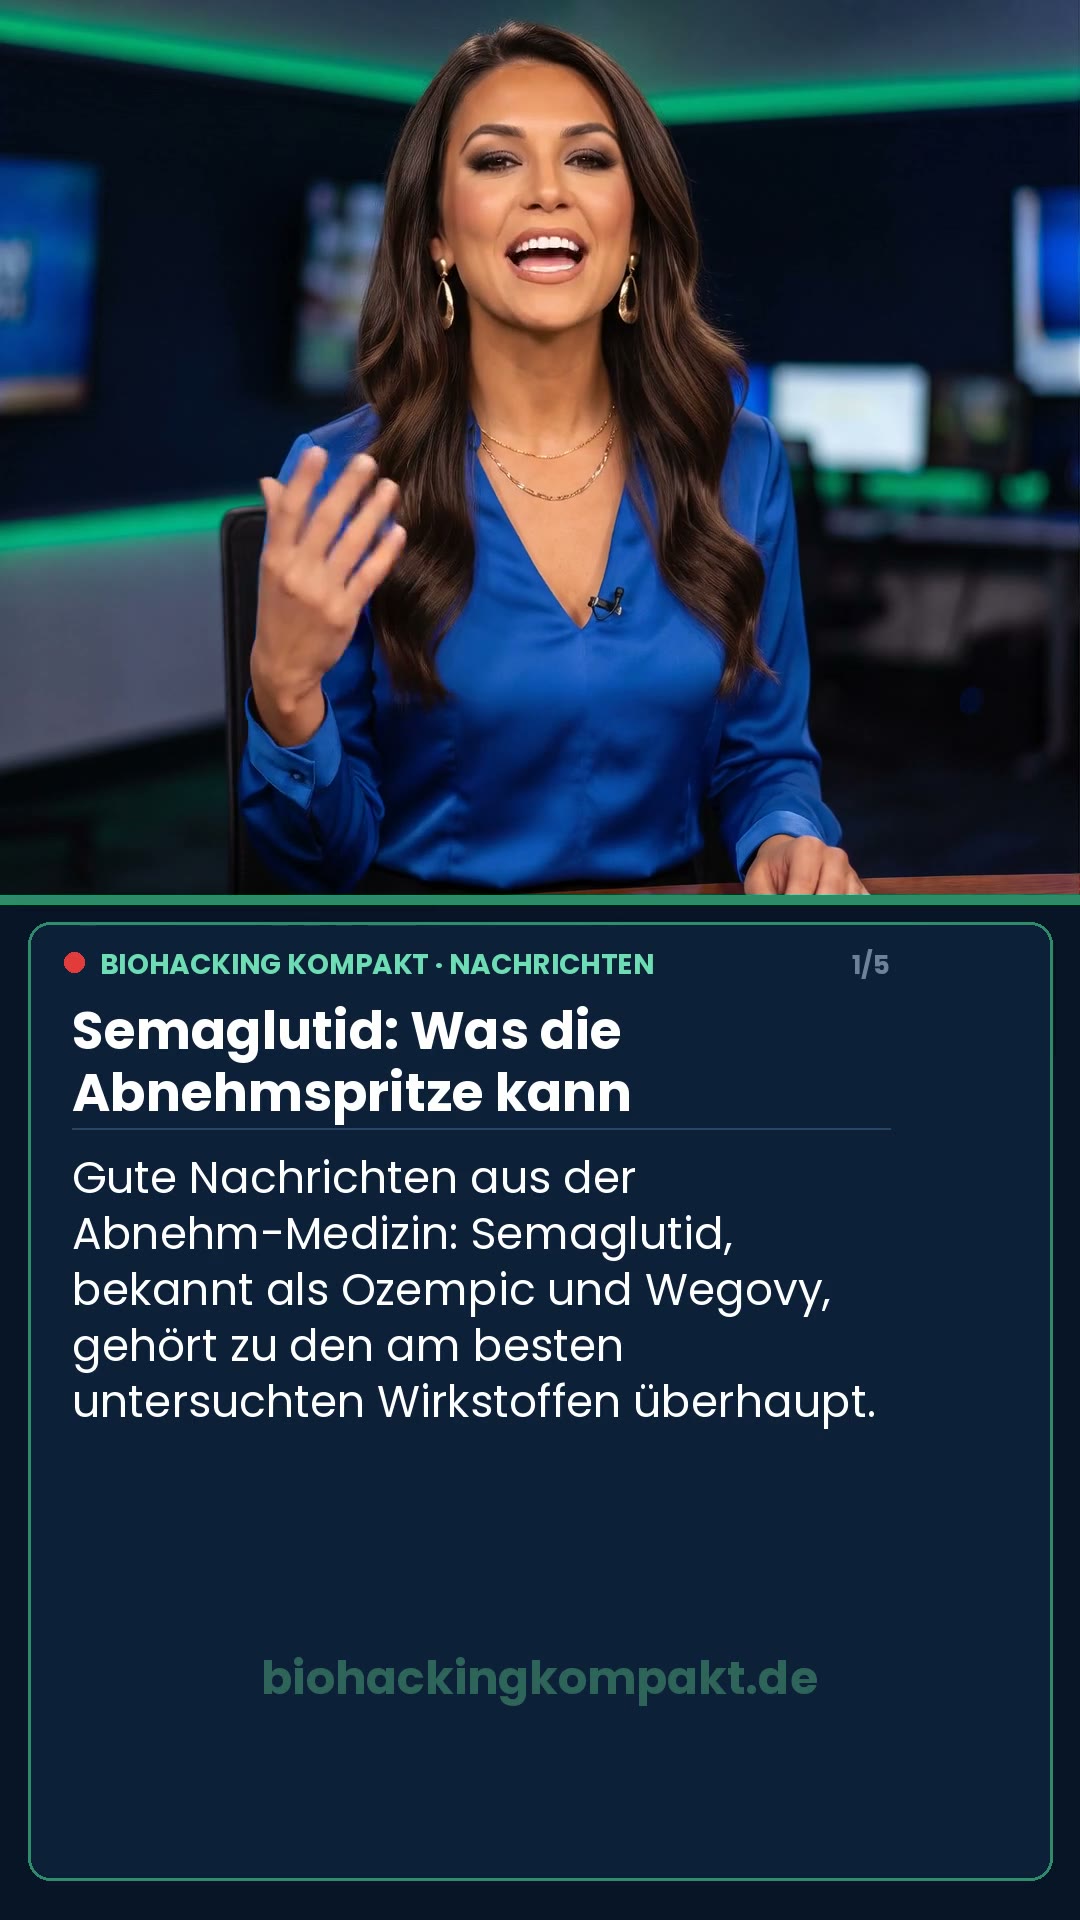 BIOHACKING KOMPAKT · NACHRICHTEN
1/5
Semaglutid: Was die
Abnehmspritze kann
Gute Nachrichten aus der
Abnehm-Medizin: Semaglutid,
bekannt als Ozempic und Wegovy,
gehört zu den am besten
untersuchten Wirkstoffen überhaupt.
biohackingkompakt.de